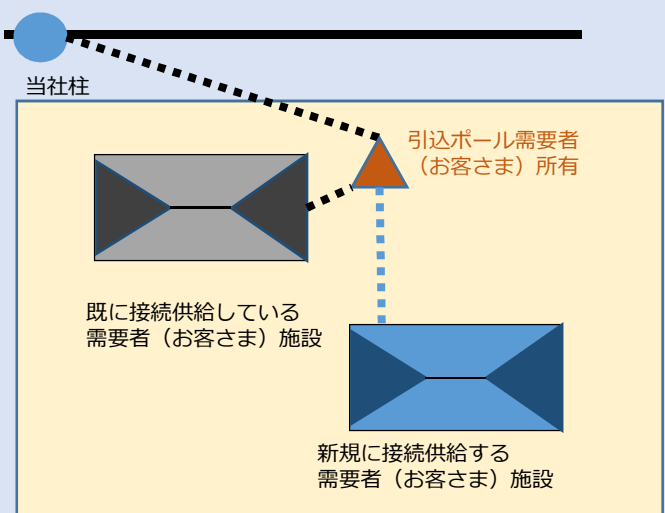 当社柱
引込ポール需要者
（お客さま）所有
既に接続供給している
需要者（お客さま）施設
新規に接続供給する
需要者（お客さま）施設